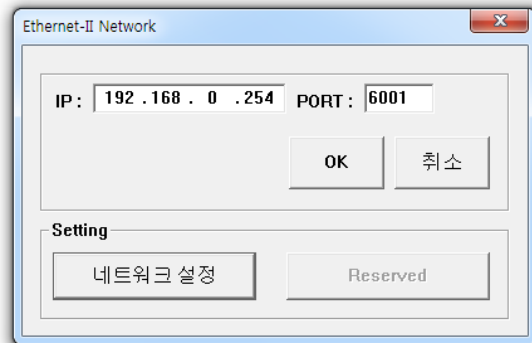 Ethernet-II Network
IP : 192 .168 . 0 .254 PORT : 6001
OK 취소
Setting
네트워크 설정 Reserved